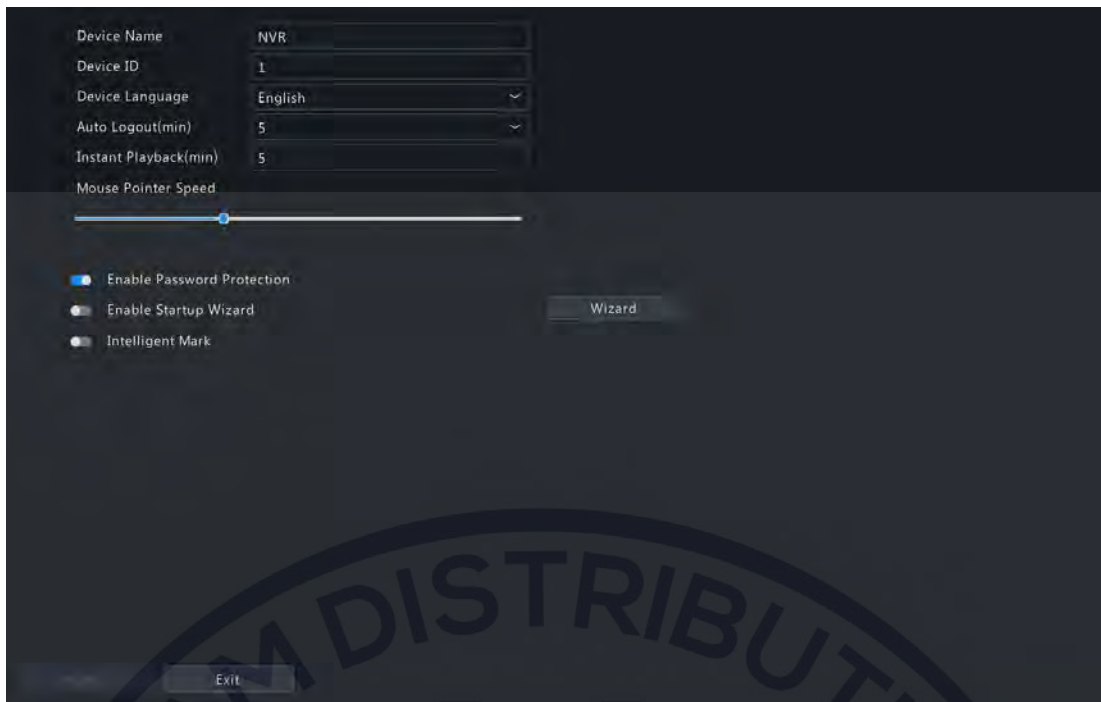 Device Name NVR
Device ID 1
Device Language English
Auto Logout(min) 5
Instant Playback(min) 5
Mouse Pointer Speed
Enable Password Protection
Enable Startup Wizard Wizard
Intelligent Mark
DISTRIBUT
Exit